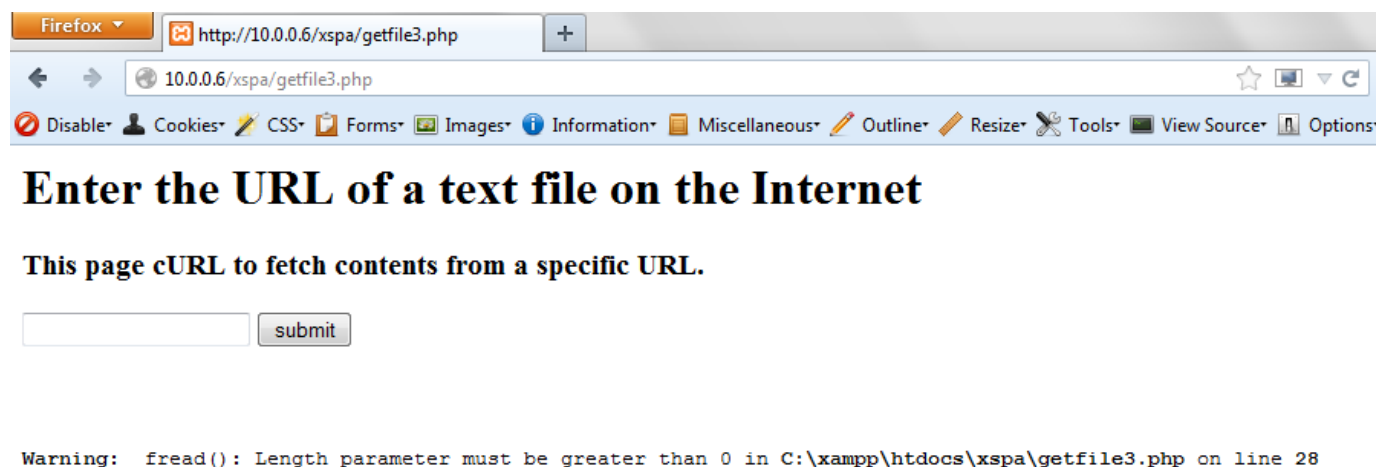 Firefox
http://10.0.0.6/xspa/getfile3.php
10.0.0.6/xspa/getfile3.php
Disable Cookies CSS Forms Images Information Miscellaneous Outline Resize Tools View Source Options
Enter the URL of a text file on the Internet
This page cURL to fetch contents from a specific URL.
submit
Warning: fread(): Length parameter must be greater than 0 in C:\xampp\htdocs\xspa\getfile3.php on line 28